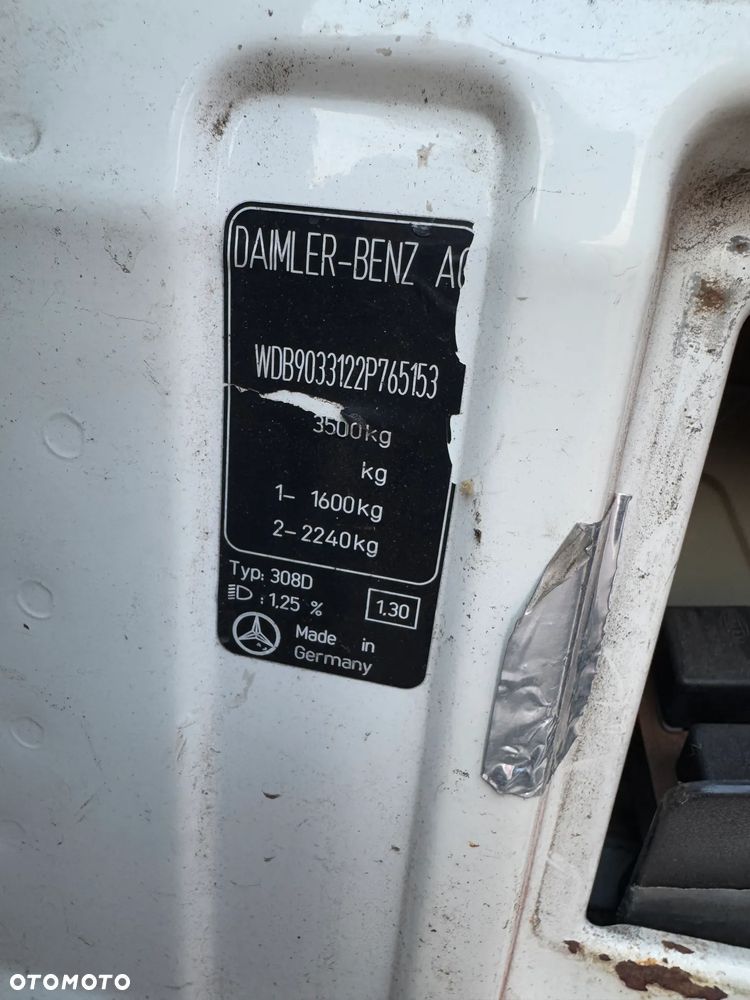 DAIMLER-BENZ AG
WDB9033122P765153
3500kg
kg
1- 1600kg
2-2240kg
Typ: 308D
: 1,25 %
1.30
Made in
Germany
OTOMOTO